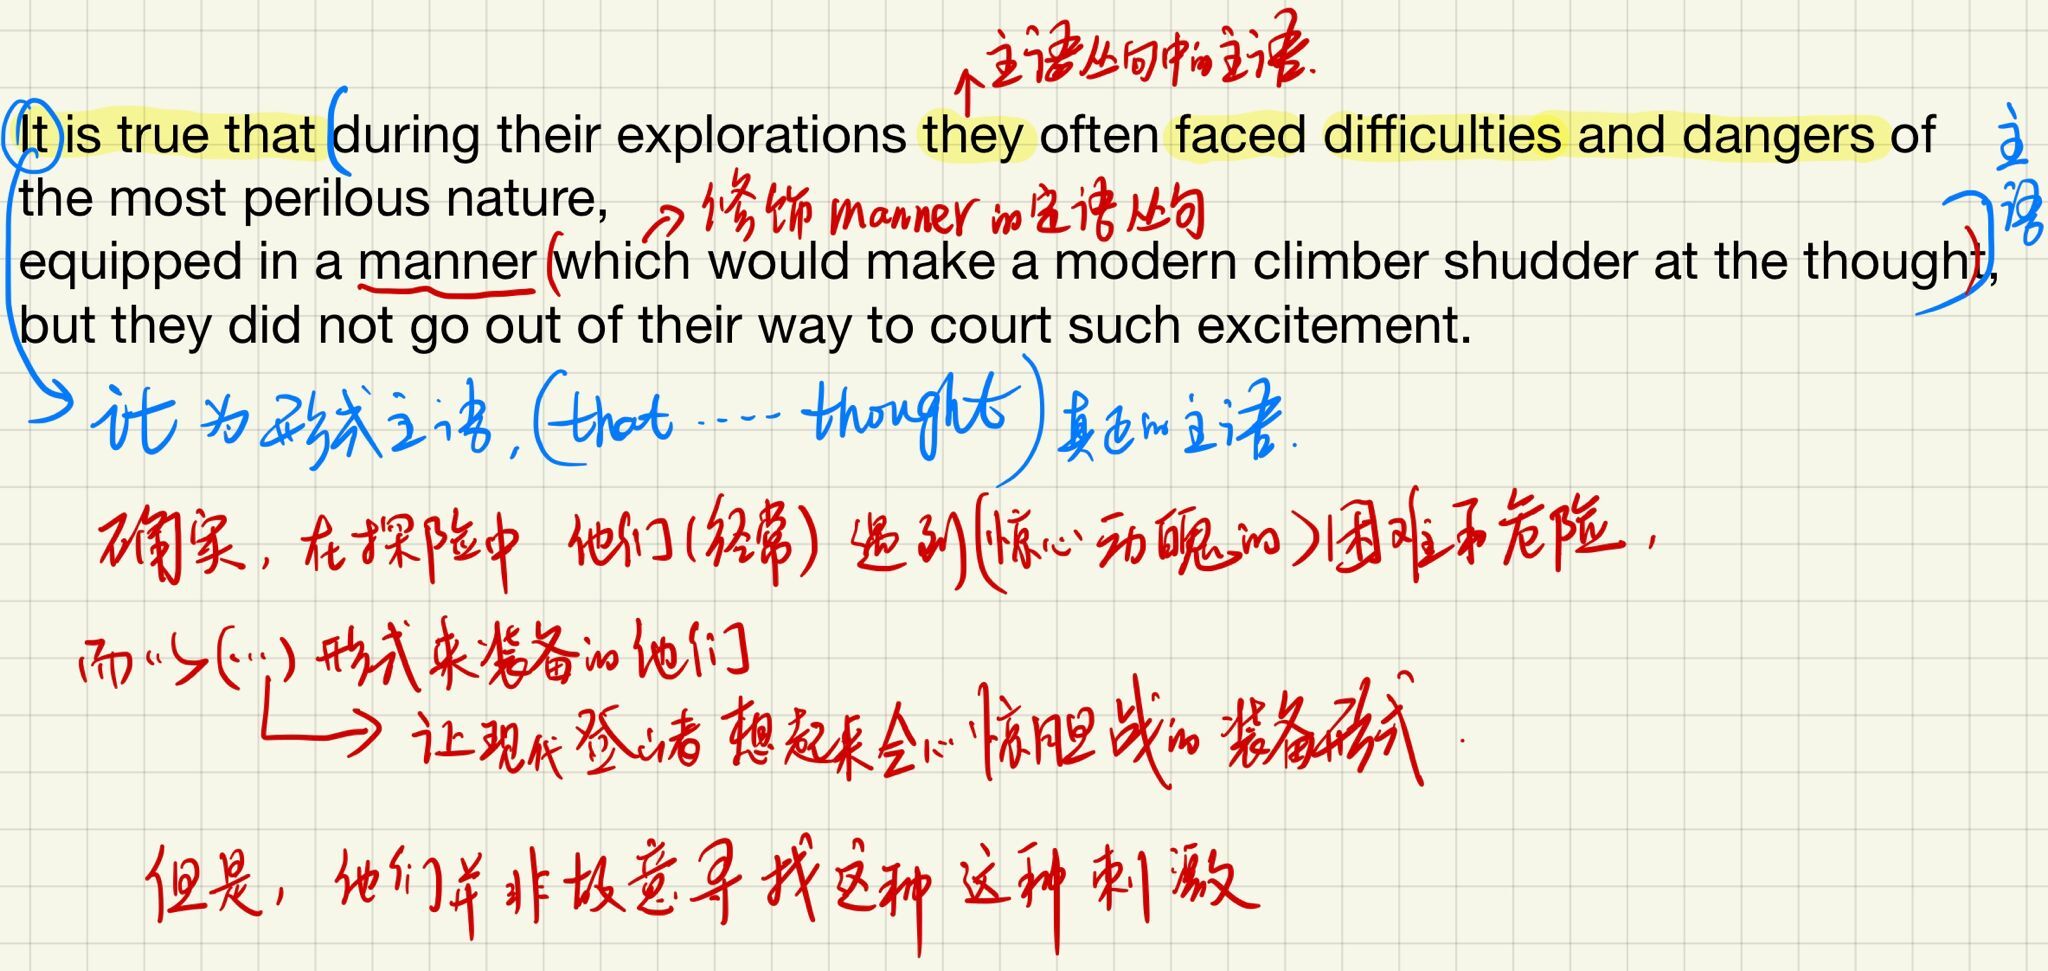 主语丛句中的主语.
It is true that (during their explorations they often faced difficulties and dangers of
主语
the most perilous nature,
修饰 manner 的定语丛句
equipped in a manner (which would make a modern climber shudder at the thought),
but they did not go out of their way to court such excitement.
it 为形式主语, (that ---- thought) 真正的主语.
确实, 在探险中 他们(经常) 遇到(惊心动魄的)困难和危险,
而以(...)形式来装备的他们
让现代登山者想起来会心惊胆战的装备形式.
但是, 他们并非故意寻找这种这种刺激